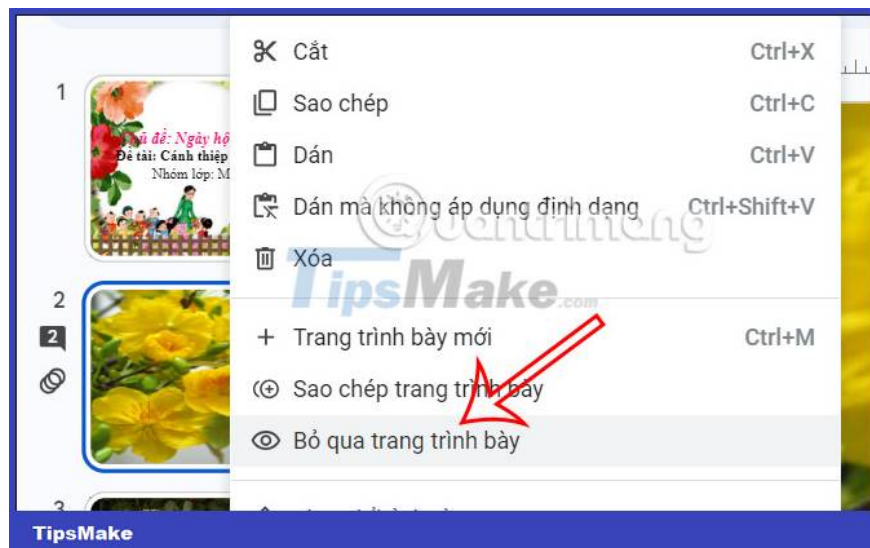 Cắt Ctrl+X
1
Sao chép Ctrl+C
Chủ đề: Ngày hộ
Đề tài: Cánh thiệp
Nhóm lớp: M
Dán Ctrl+V
Dán mà không áp dụng định dạng Ctrl+Shift+V
Quantrimang
Xóa
TipsMake.com
2
2
+ Trang trình bày mới Ctrl+M
Sao chép trang trình bày
Bỏ qua trang trình bày
3
TipsMake